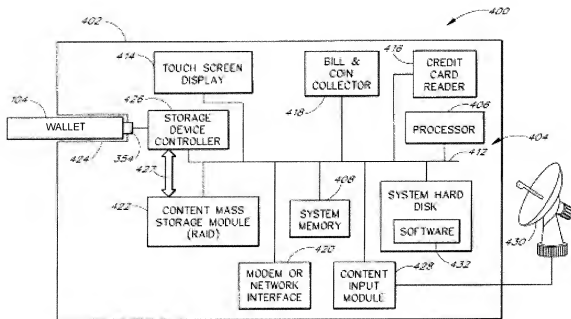 402
400
414
TOUCH SCREEN
DISPLAY
BILL &
COIN
COLLECTOR
418
416
CREDIT
CARD
READER
104
WALLET
426
STORAGE
DEVICE
CONTROLLER
406
PROCESSOR
404
424
354
427
412
422
CONTENT MASS
STORAGE MODULE
(RAID)
408
SYSTEM
MEMORY
SYSTEM HARD
DISK
SOFTWARE
432
430
420
MODEM OR
NETWORK
INTERFACE
428
CONTENT
INPUT
MODULE